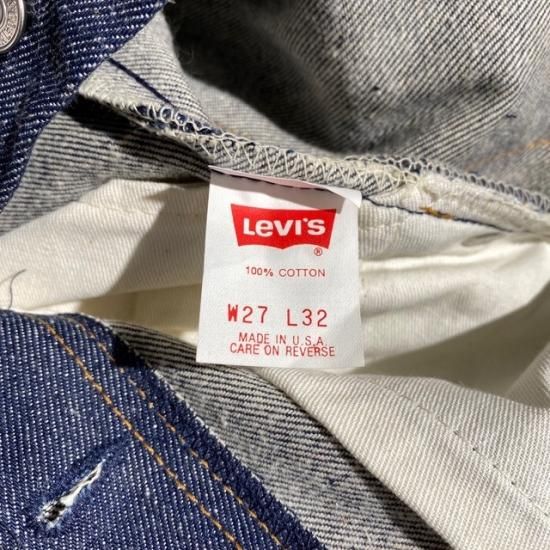 Levi's
®
100% COTTON
W27 L32
MADE IN U.S.A.
CARE ON REVERSE